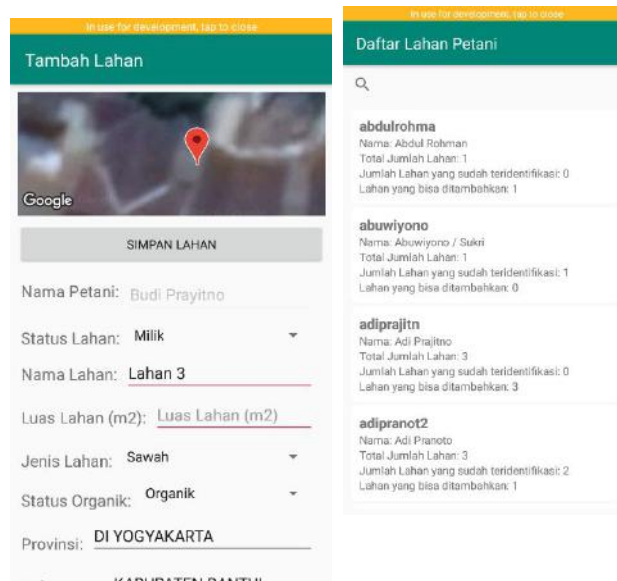 In use for development, tap to close
Tambah Lahan
Google
SIMPAN LAHAN
Nama Petani: Budi Prayitno
Status Lahan: Milik
Nama Lahan: Lahan 3
Luas Lahan (m2): Luas Lahan (m2)
Jenis Lahan: Sawah
Status Organik: Organik
Provinsi: DI YOGYAKARTA
KABUPATEN BANTUL
In use for development, tap to close
Daftar Lahan Petani
abdulrohma
Nama: Abdul Rohman
Total Jumlah Lahan: 1
Jumlah Lahan yang sudah teridentifikasi: 0
Lahan yang bisa ditambahkan: 1
abuwiyono
Nama: Abuwiyono / Sukri
Total Jumlah Lahan: 1
Jumlah Lahan yang sudah teridentifikasi: 1
Lahan yang bisa ditambahkan: 0
adiprajitn
Nama: Adi Prajitno
Total Jumlah Lahan: 3
Jumlah Lahan yang sudah teridentifikasi: 0
Lahan yang bisa ditambahkan: 3
adipranot2
Nama: Adi Pranoto
Total Jumlah Lahan: 3
Jumlah Lahan yang sudah teridentifikasi: 2
Lahan yang bisa ditambahkan: 1